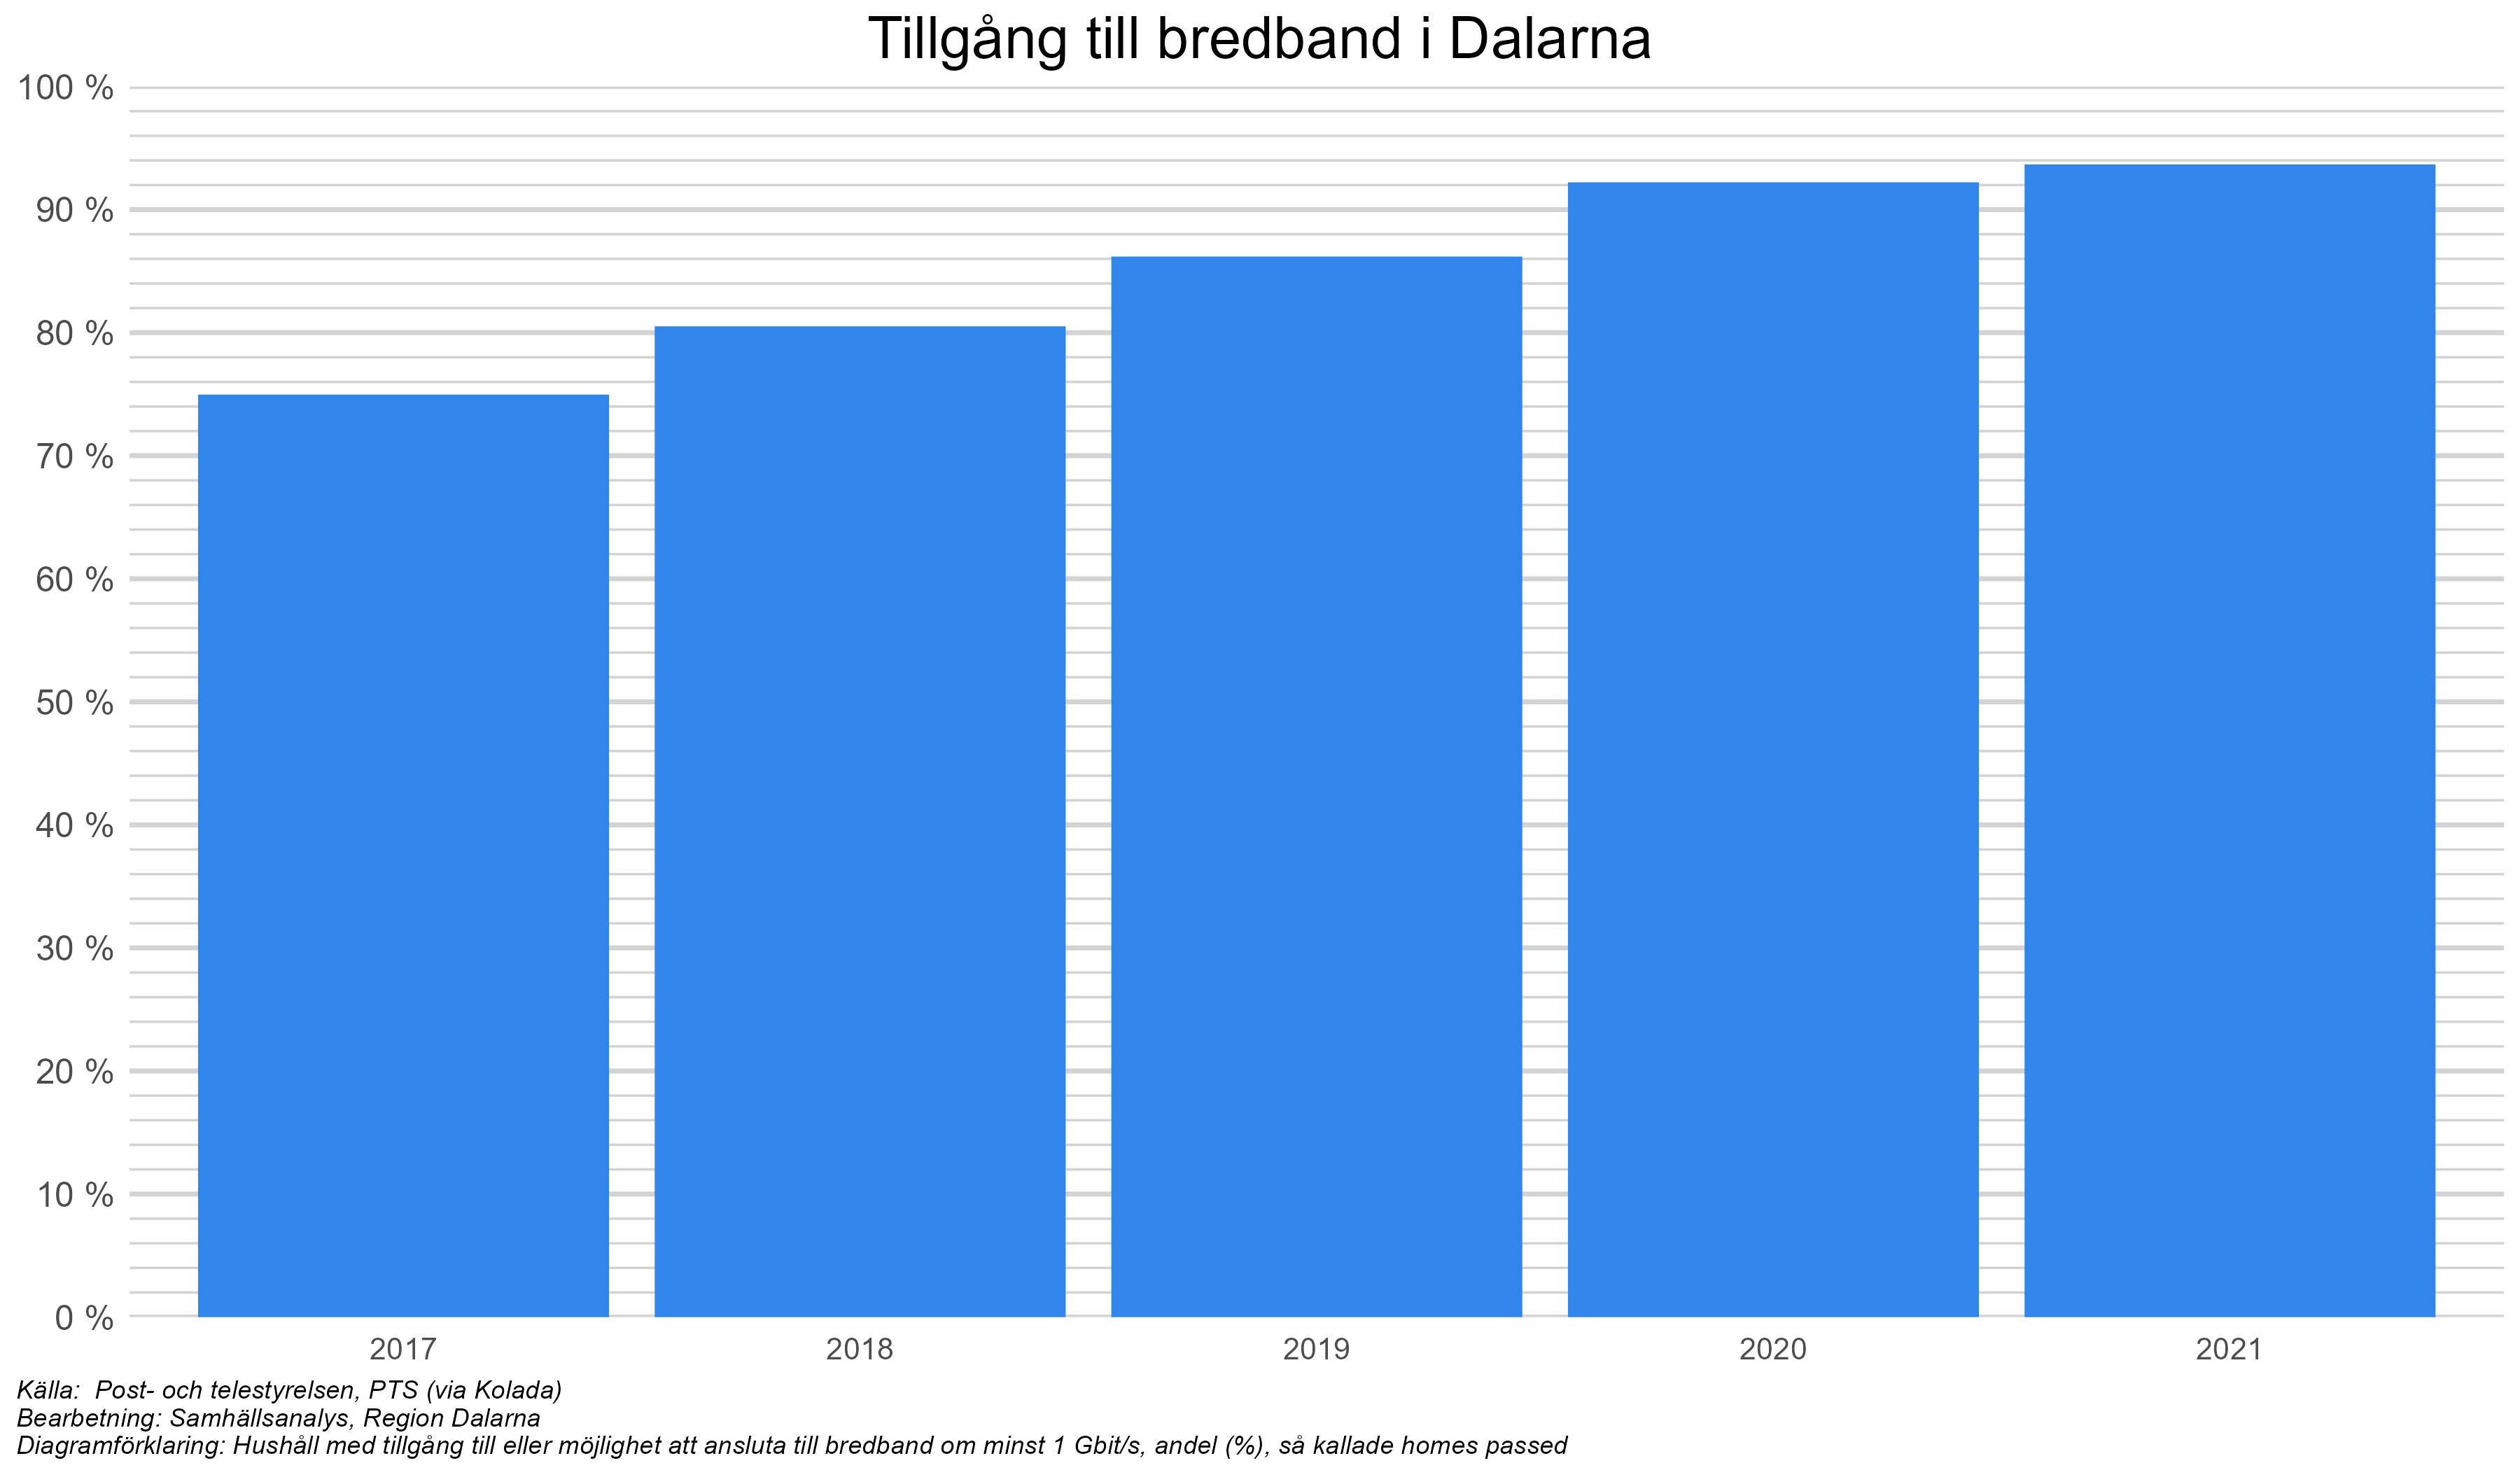 Tillgång till bredband i Dalarna
100 %
90 %
80 %
70 %
60 %
50 %
40 %
30 %
20 %
10 %
0 %
2017 2018 2019 2020 2021
Källa:  Post- och telestyrelsen, PTS (via Kolada)
Bearbetning: Samhällsanalys, Region Dalarna
Diagramförklaring: Hushåll med tillgång till eller möjlighet att ansluta till bredband om minst 1 Gbit/s, andel (%), så kallade homes passed